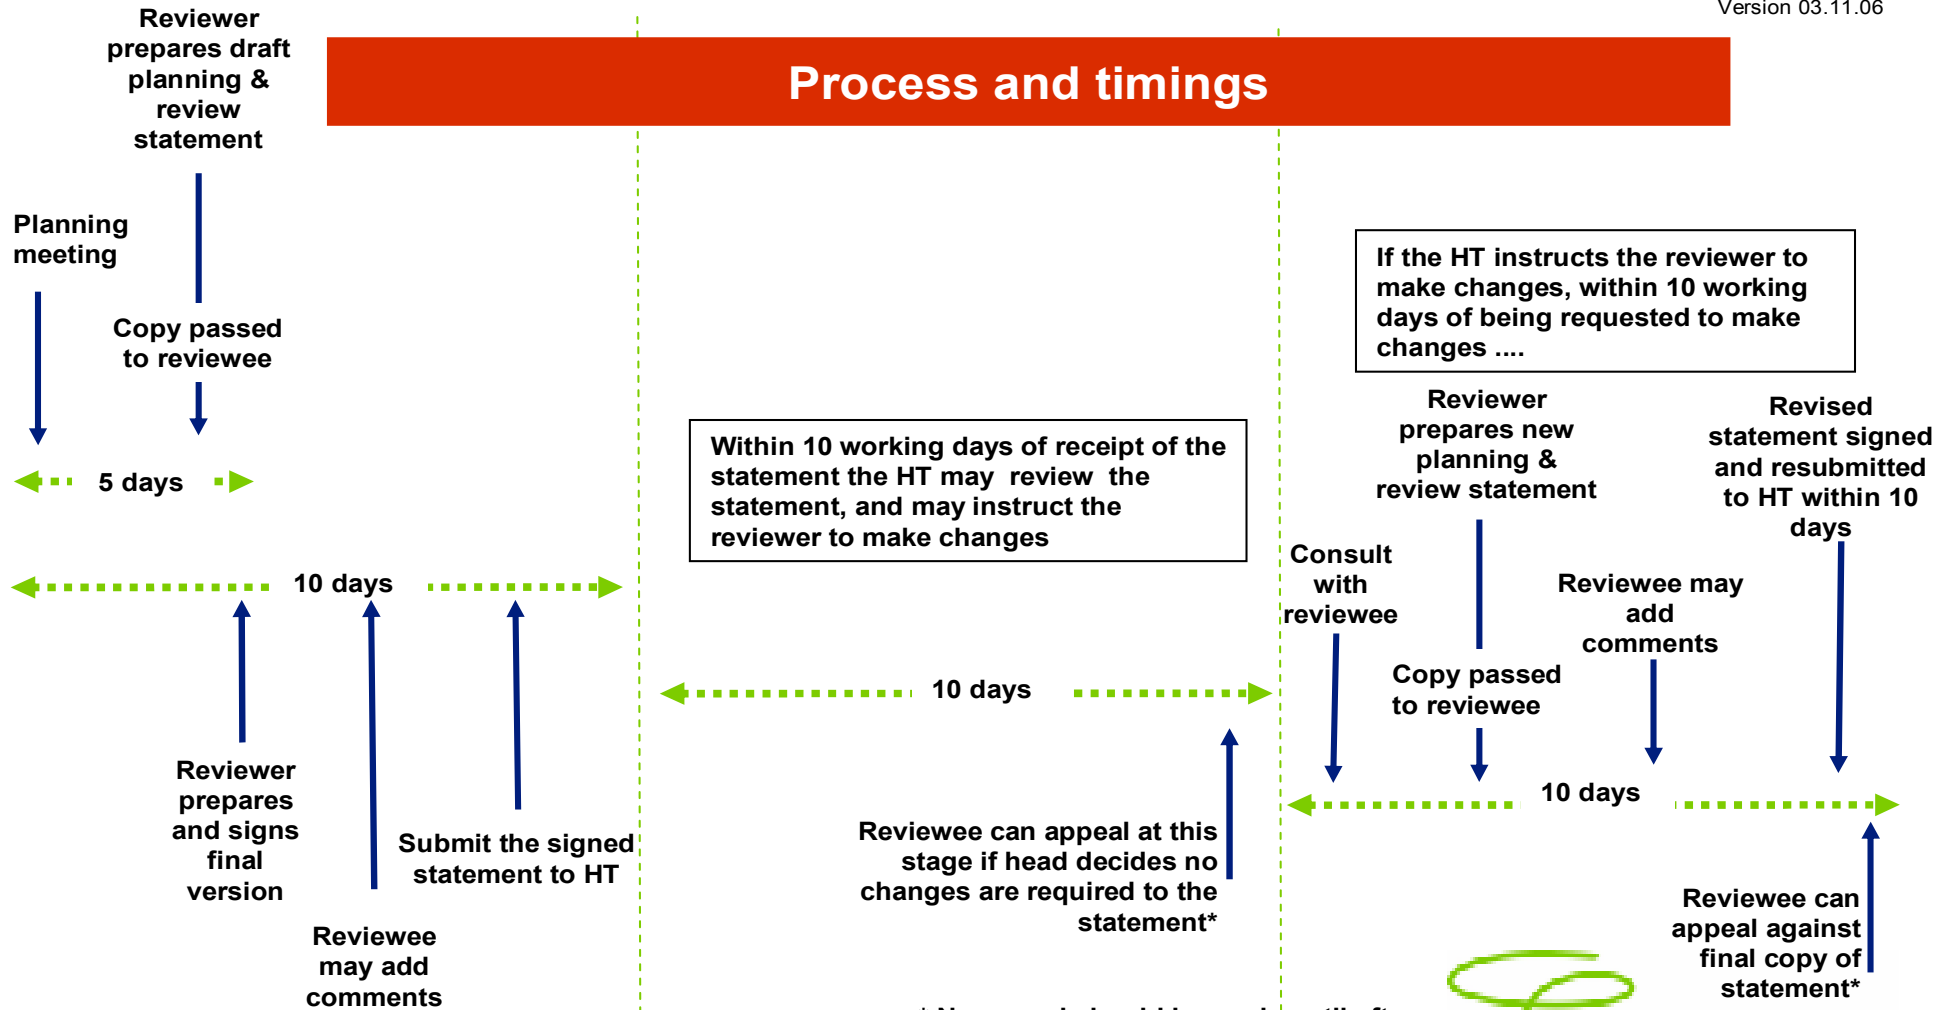 Version 03.11.06
Reviewer
prepares draft
planning &
review
statement
Process and timings
Planning
meeting
Copy passed
to reviewee
5 days
10 days
Reviewer
prepares
and signs
final
version
Reviewee
may add
comments
Submit the signed
statement to HT
Within 10 working days of receipt of the
statement the HT may review the
statement, and may instruct the
reviewer to make changes
10 days
Reviewee can appeal at this
stage if head decides no
changes are required to the
statement*
If the HT instructs the reviewer to
make changes, within 10 working
days of being requested to make
changes ....
Consult
with
reviewee
Reviewer
prepares new
planning &
review statement
Copy passed
to reviewee
Reviewee may
add
comments
Revised
statement signed
and resubmitted
to HT within 10
days
10 days
Reviewee can
appeal against
final copy of
statement*